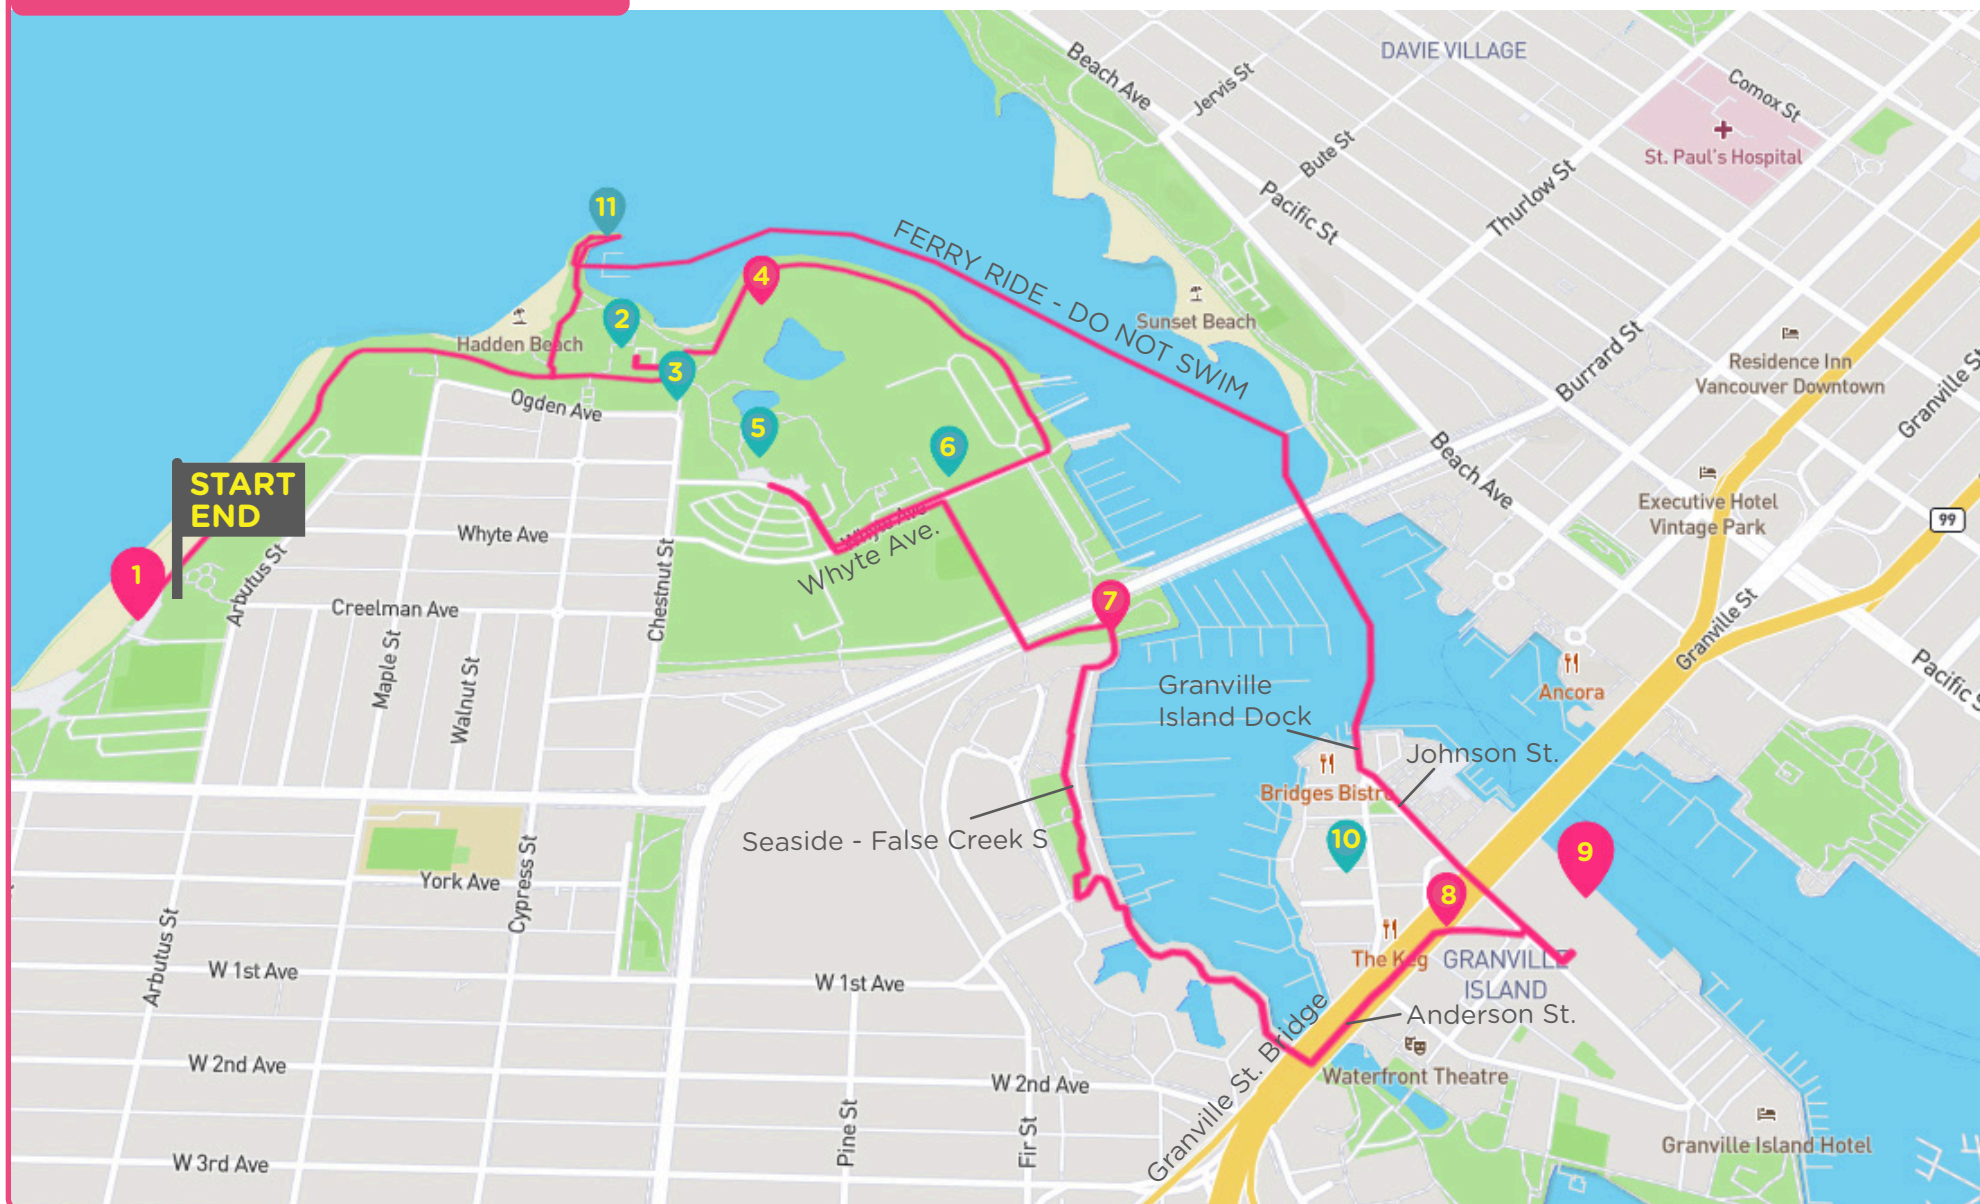 DAVIE VILLAGE
Beach Ave
Jervis St
Comox St
Bute St
St. Paul's Hospital
Thurlow St
Pacific St
11
FERRY RIDE - DO NOT SWIM
4
2
Sunset Beach
Hadden Beach
Residence Inn
Vancouver Downtown
Burrard St
Granville St
3
Ogden Ave
5
6
Beach Ave
START
END
Executive Hotel
Vintage Park
99
Whyte Ave
Whyte Ave
Whyte Ave.
1
Arbutus St
Creelman Ave
Chestnut St
7
Granville St
Maple St
Walnut St
Pacific S
Ancora
Granville
Island Dock
Johnson St.
Bridges Bistro
Seaside - False Creek S
10
9
8
York Ave
Cypress St
Arbutus St
The Keg
GRANVILLE
ISLAND
W 1st Ave
W 1st Ave
Anderson St.
Granville St. Bridge
W 2nd Ave
W 2nd Ave
Waterfront Theatre
Pine St
Fir St
Granville Island Hotel
W 3rd Ave